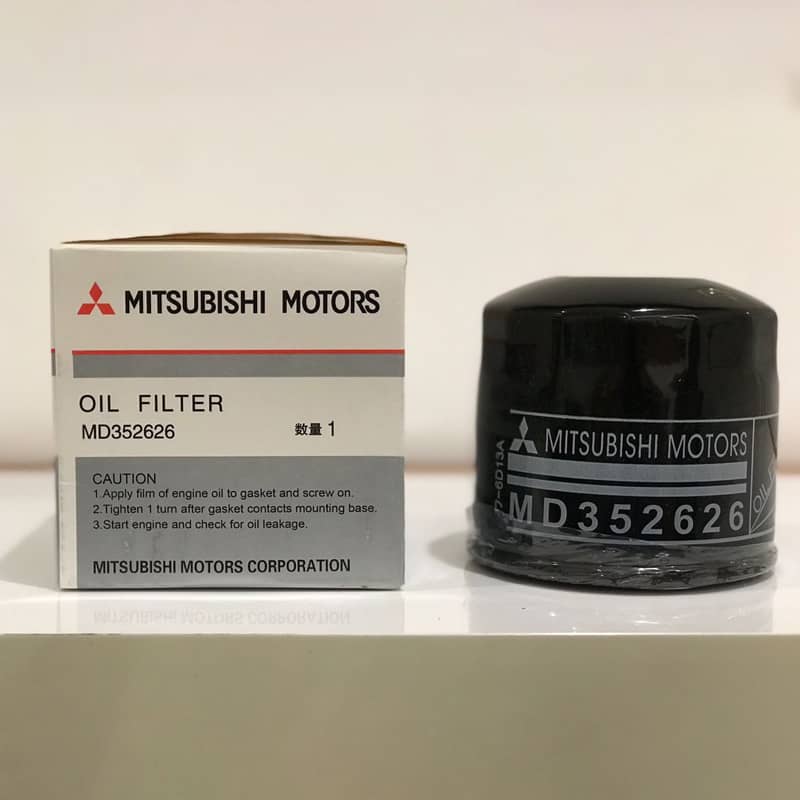 MITSUBISHI MOTORS
OIL FILTER
MD352626
数量 1
CAUTION
1.Apply film of engine oil to gasket and screw on.
2.Tighten 1 turn after gasket contacts mounting base.
3.Start engine and check for oil leakage.
MITSUBISHI MOTORS CORPORATION
MITSUBISHI MOTORS
MD352626
OIL